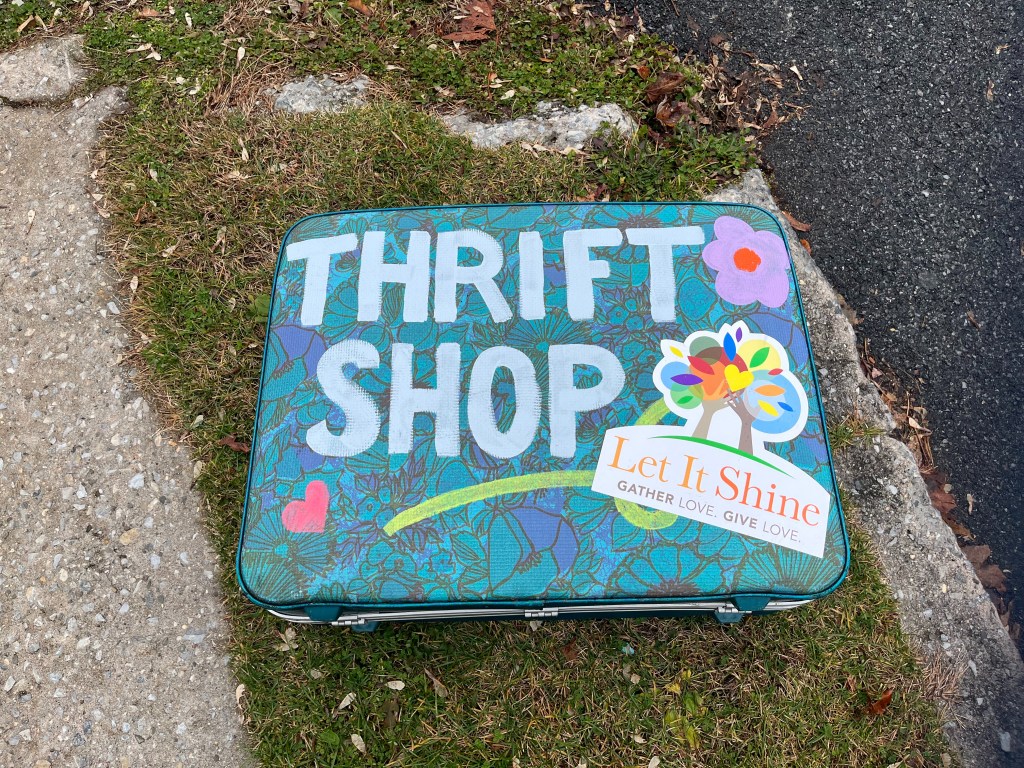 THRIFT
SHOP
Let It Shine
GATHER LOVE. GIVE LOVE.